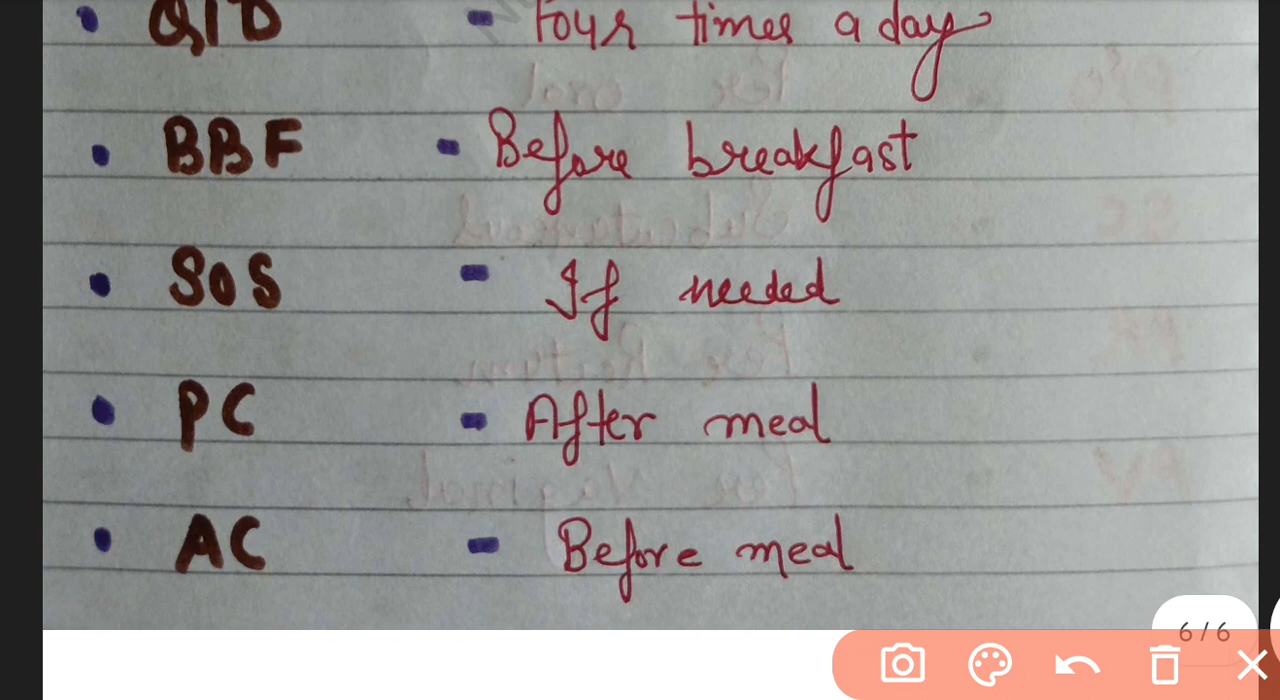 • QID - Four times a day
• BBF - Before breakfast
• SOS - If needed
• PC - After meal
• AC - Before meal
6 / 6